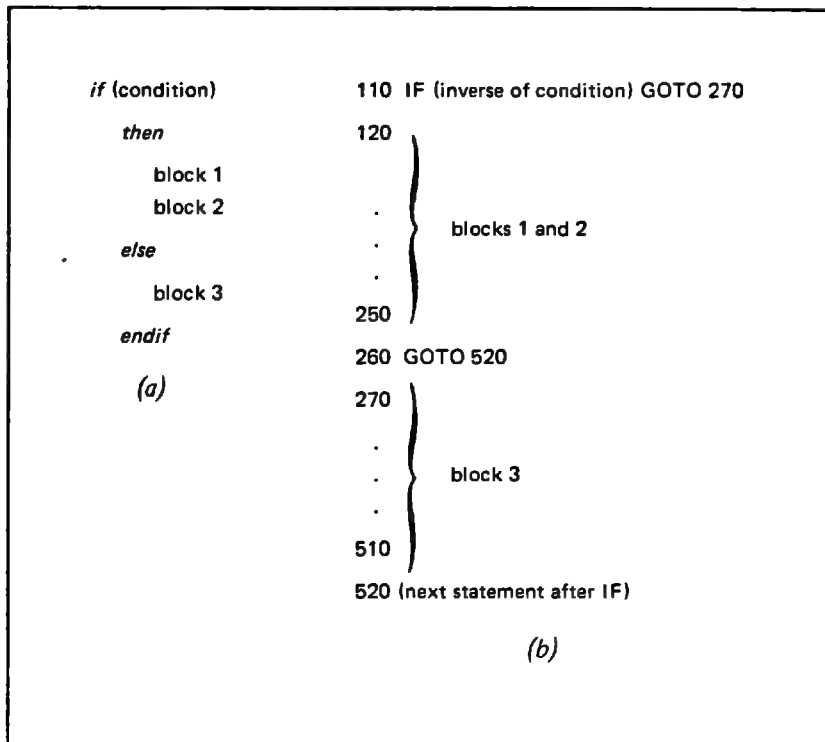 if (condition)
then
block 1
block 2
else
block 3
endif
(a)
110 IF (inverse of condition) GOTO 270
120
.
.
.
250
blocks 1 and 2
260 GOTO 520
270
.
.
.
510
block 3
520 (next statement after IF)
(b)